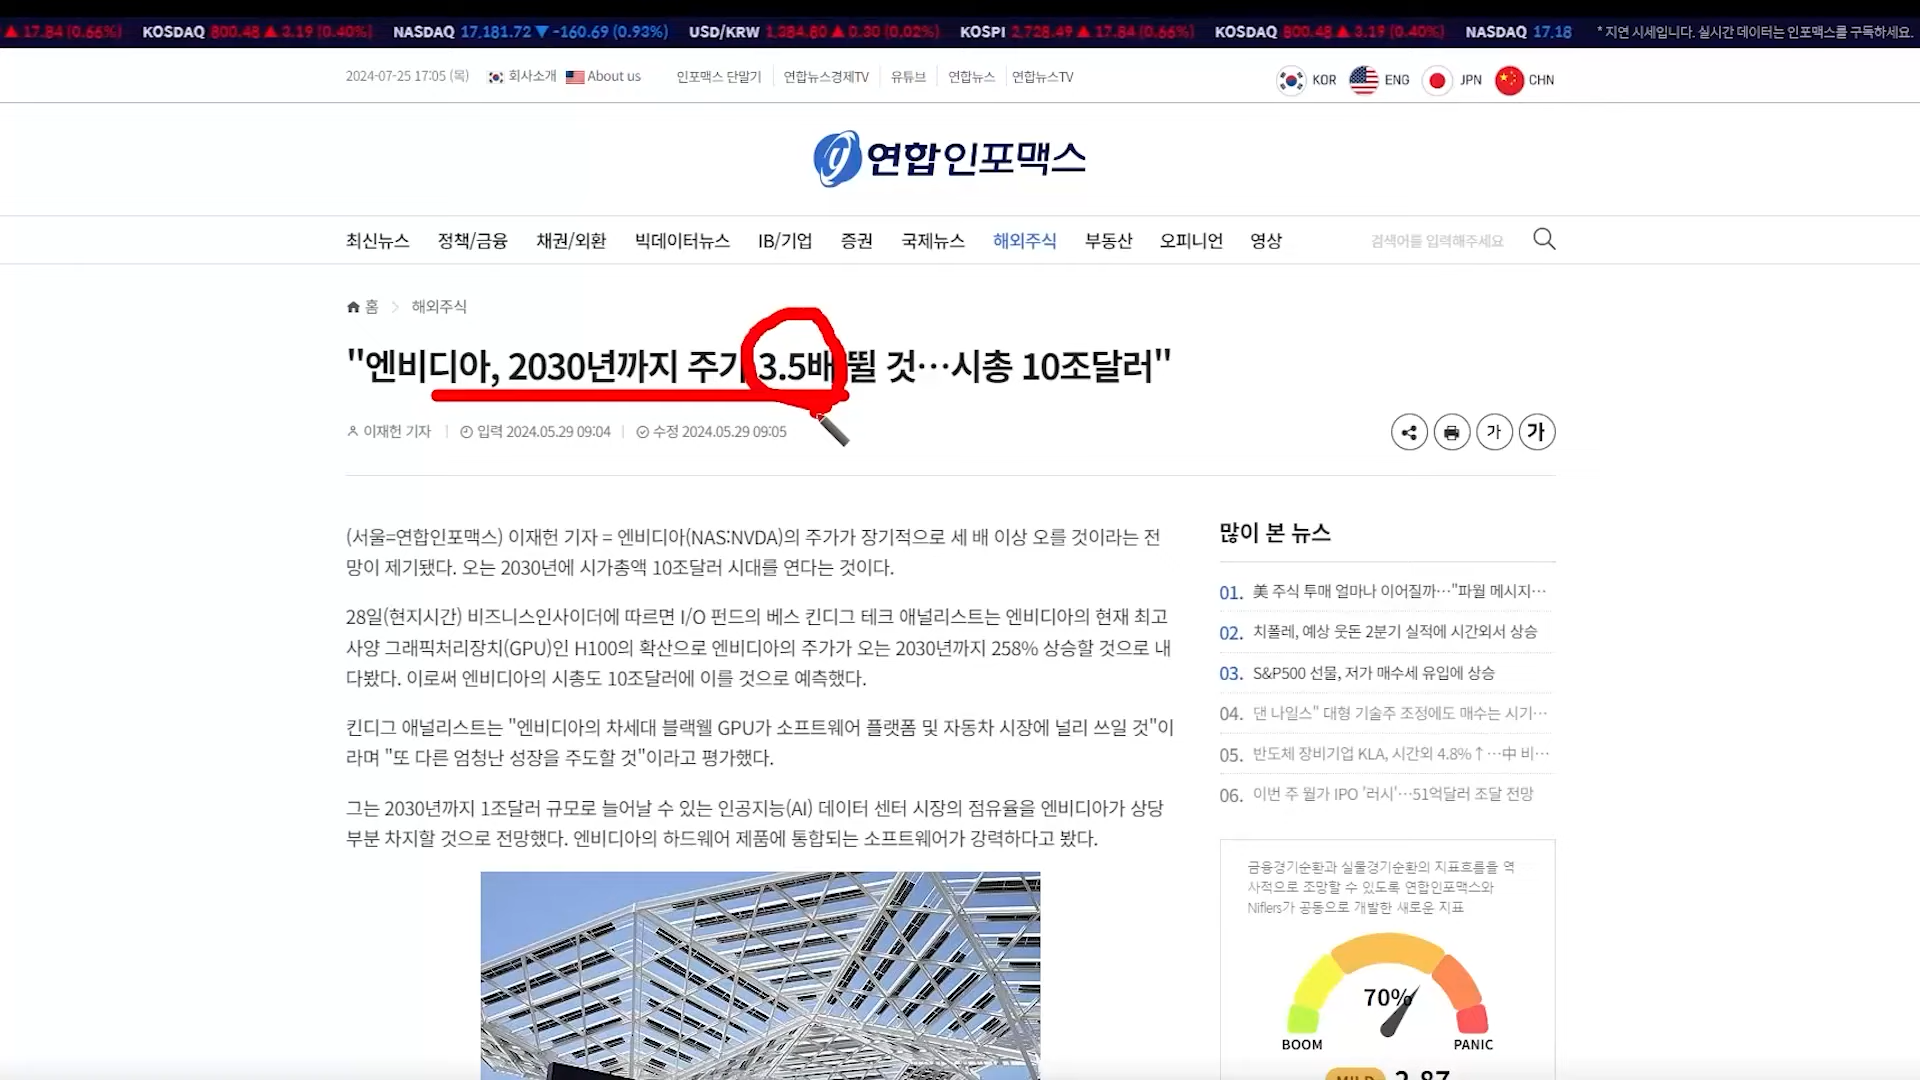 ▲ 17.84 (0.66%) KOSDAQ 800.48 ▲ 3.19 (0.40%) NASDAQ 17,181.72 ▼ -160.69 (0.93%) USD/KRW 1,384.80 ▲ 0.30 (0.02%) KOSPI 2,728.49 ▲ 17.84 (0.66%) KOSDAQ 800.48 ▲ 3.19 (0.40%) NASDAQ 17,18 * 지연 시세입니다. 실시간 데이터는 인포맥스를 구독하세요.
2024-07-25 17:05 (목) 회사소개 About us 인포맥스 단말기 연합뉴스경제TV 유튜브 연합뉴스 연합뉴스TV KOR ENG JPN CHN
연합인포맥스
최신뉴스 정책/금융 채권/외환 빅데이터뉴스 IB/기업 증권 국제뉴스 해외주식 부동산 오피니언 영상 검색어를 입력해주세요
홈 > 해외주식
"엔비디아, 2030년까지 주가 3.5배 뛸 것…시총 10조달러"
이재헌 기자 입력 2024.05.29 09:04 수정 2024.05.29 09:05 가 가
(서울=연합인포맥스) 이재헌 기자 = 엔비디아(NAS:NVDA)의 주가가 장기적으로 세 배 이상 오를 것이라는 전
망이 제기됐다. 오는 2030년에 시가총액 10조달러 시대를 연다는 것이다.
28일(현지시간) 비즈니스인사이더에 따르면 I/O 펀드의 베스 킨디그 테크 애널리스트는 엔비디아의 현재 최고
사양 그래픽처리장치(GPU)인 H100의 확산으로 엔비디아의 주가가 오는 2030년까지 258% 상승할 것으로 내
다봤다. 이로써 엔비디아의 시총도 10조달러에 이를 것으로 예측했다.
킨디그 애널리스트는 "엔비디아의 차세대 블랙웰 GPU가 소프트웨어 플랫폼 및 자동차 시장에 널리 쓰일 것"이
라며 "또 다른 엄청난 성장을 주도할 것"이라고 평가했다.
그는 2030년까지 1조달러 규모로 늘어날 수 있는 인공지능(AI) 데이터 센터 시장의 점유율을 엔비디아가 상당
부분 차지할 것으로 전망했다. 엔비디아의 하드웨어 제품에 통합되는 소프트웨어가 강력하다고 봤다.
많이 본 뉴스
01. 美 주식 투매 얼마나 이어질까…"파월 메시지…
02. 치폴레, 예상 웃돈 2분기 실적에 시간외서 상승
03. S&P500 선물, 저가 매수세 유입에 상승
04. 댄 나일스" 대형 기술주 조정에도 매수는 시기…
05. 반도체 장비기업 KLA, 시간외 4.8%↑…中 비…
06. 이번 주 월가 IPO '러시'…51억달러 조달 전망
금융경기순환과 실물경기순환의 지표흐름을 역
사적으로 조망할 수 있도록 연합인포맥스와
Niflers가 공동으로 개발한 새로운 지표
70%
BOOM PANIC
MILD 2.87